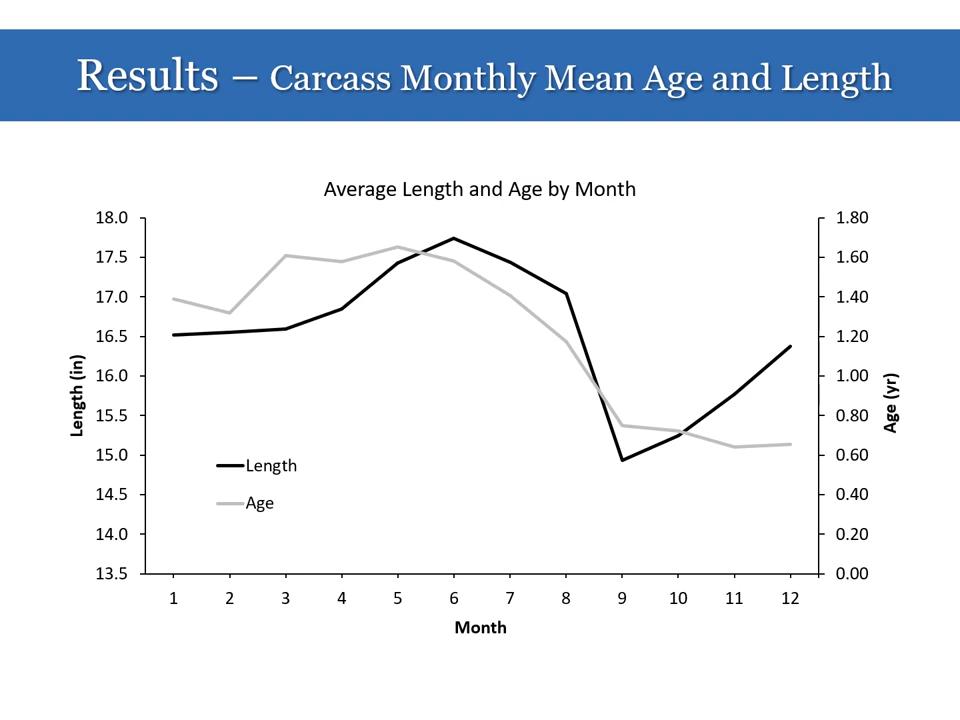 Results – Carcass Monthly Mean Age and Length
Average Length and Age by Month
18.0
17.5
17.0
16.5
16.0
15.5
15.0
14.5
14.0
13.5
Length (in)
1.80
1.60
1.40
1.20
1.00
0.80
0.60
0.40
0.20
0.00
Age (yr)
Length
Age
1 2 3 4 5 6 7 8 9 10 11 12
Month